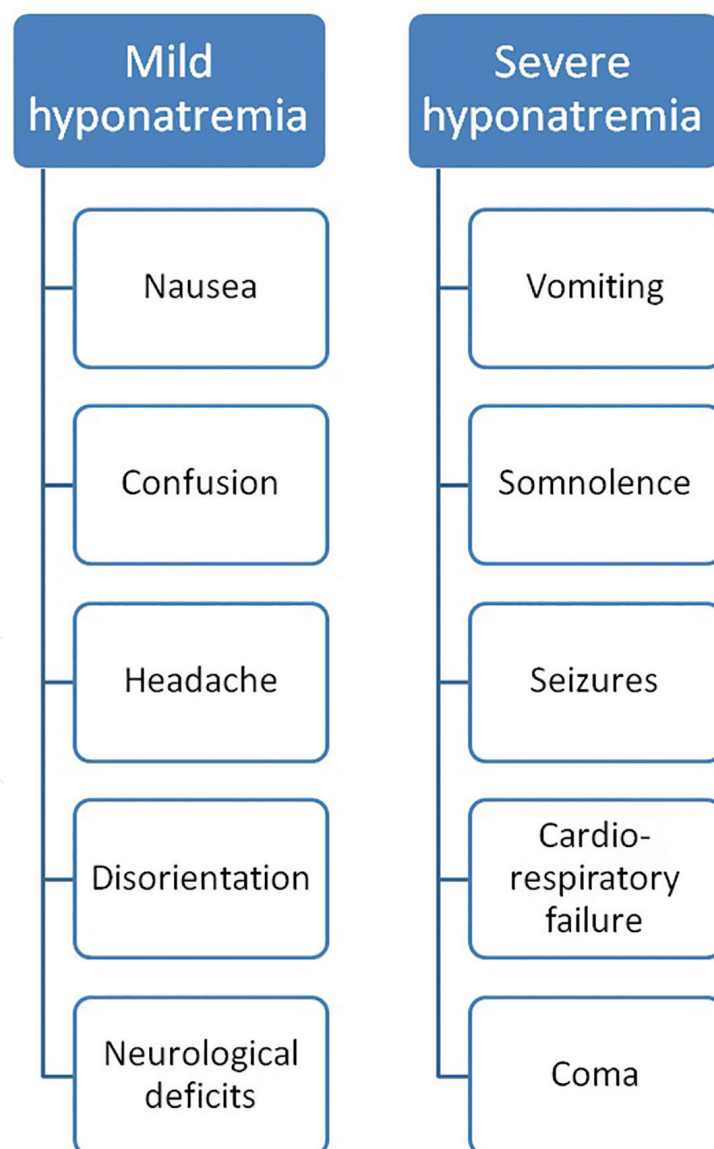 Mild
hyponatremia
Nausea
Confusion
Headache
Disorientation
Neurological
deficits
Severe
hyponatremia
Vomiting
Somnolence
Seizures
Cardio-
respiratory
failure
Coma